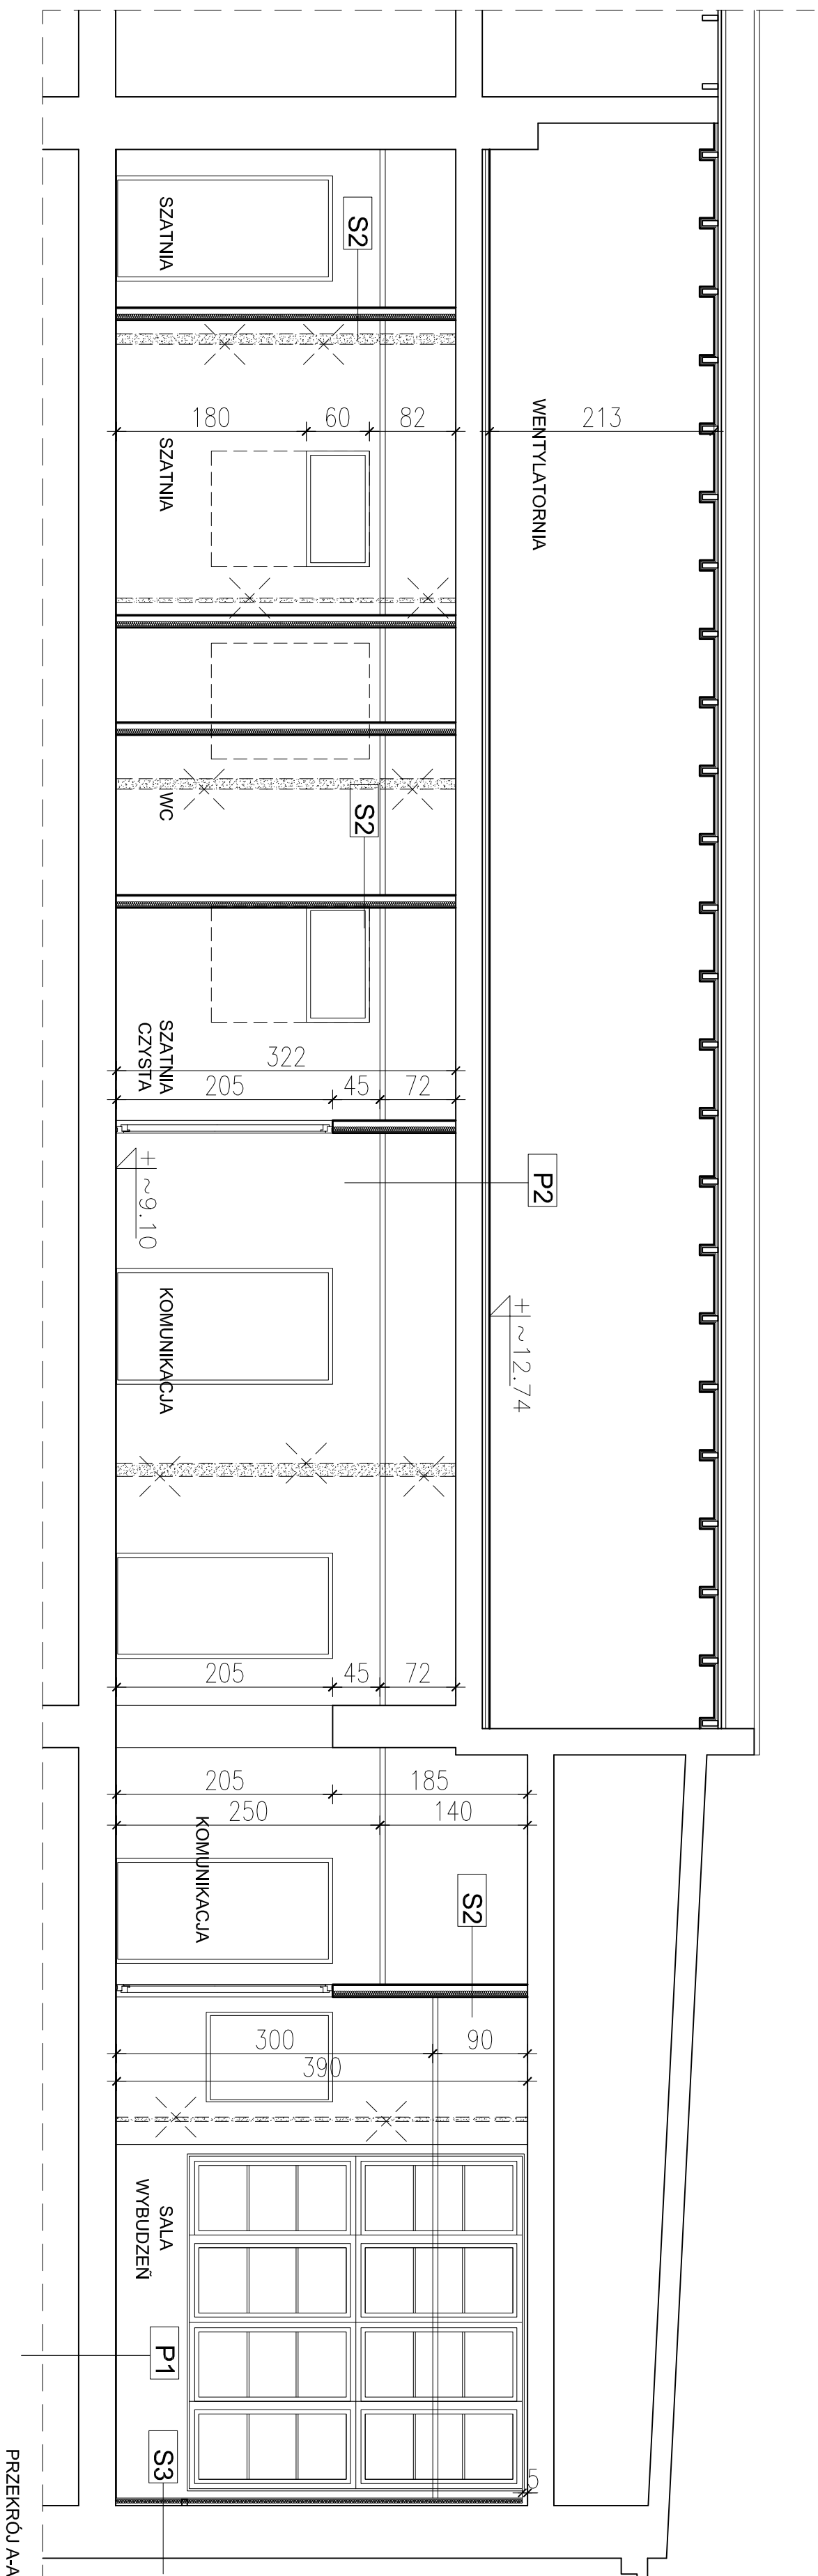 SZATNIA
S2
180
60
82
SZATNIA
WENTYLATORNIA
213
WC
S2
SZATNIA
CZYSTA
322
205
45
72
± ~9.10
P2
± ~12.74
KOMUNIKACJA
205
45
72
205
185
250
140
KOMUNIKACJA
S2
300
90
390
SALA
WYBUDZEŃ
P1
S3
5
PRZEKRÓJ A-A